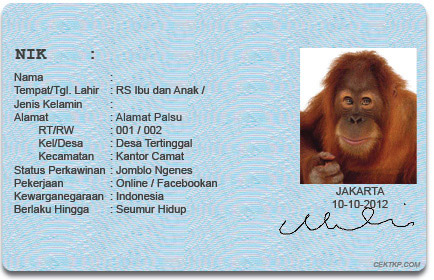 NIK :
Nama :
Tempat/Tgl. Lahir : RS Ibu dan Anak /
Jenis Kelamin :
Alamat : Alamat Palsu
RT/RW : 001 / 002
Kel/Desa : Desa Tertinggal
Kecamatan : Kantor Camat
Status Perkawinan : Jomblo Ngenes
Pekerjaan : Online / Facebookan
Kewarganegaraan : Indonesia
Berlaku Hingga : Seumur Hidup
JAKARTA
10-10-2012
CEKTKP.COM